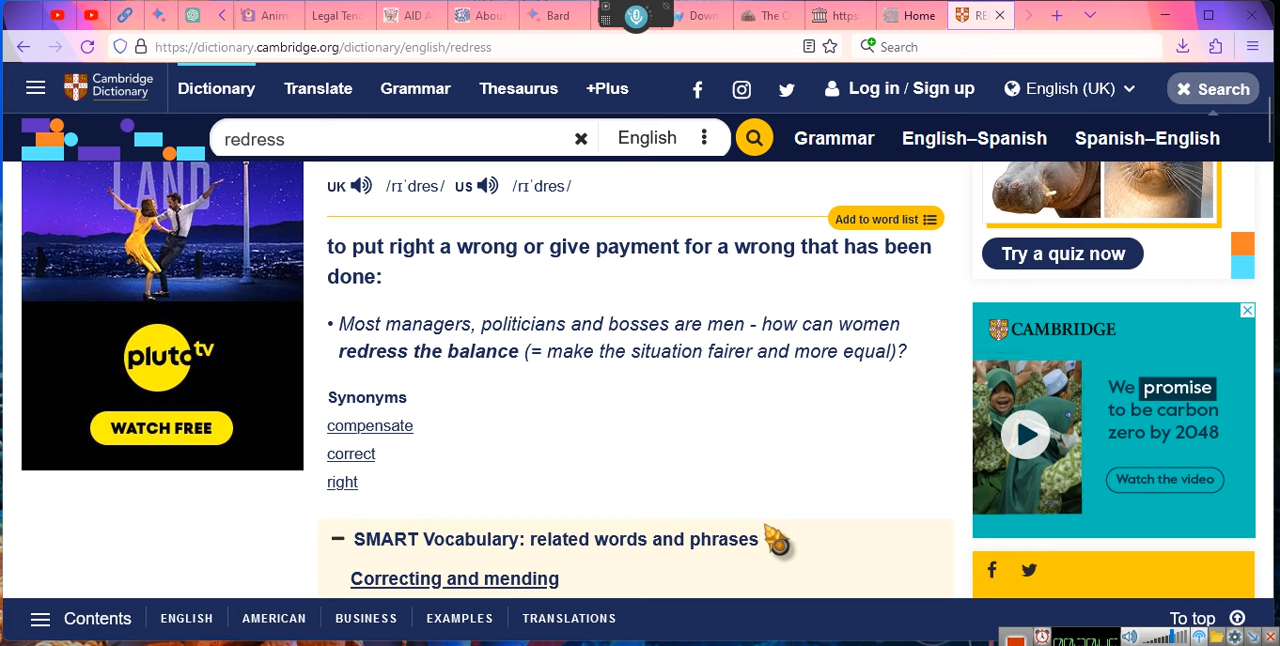 Anim
Legal Tend
AID A
Abou
Bard
Down
The O
https:
Home
RE
https://dictionary.cambridge.org/dictionary/english/redress
Search
Cambridge
Dictionary
Dictionary
Translate
Grammar
Thesaurus
+Plus
Log in / Sign up
English (UK)
Search
redress
English
Grammar
English–Spanish
Spanish–English
LAND
UK /rɪˈdres/ US /rɪˈdres/
Add to word list
to put right a wrong or give payment for a wrong that has been
done:
• Most managers, politicians and bosses are men - how can women
redress the balance (= make the situation fairer and more equal)?
Synonyms
compensate
correct
right
SMART Vocabulary: related words and phrases
Correcting and mending
pluto tv
WATCH FREE
Try a quiz now
CAMBRIDGE
We promise
to be carbon
zero by 2048
Watch the video
Contents
ENGLISH
AMERICAN
BUSINESS
EXAMPLES
TRANSLATIONS
To top